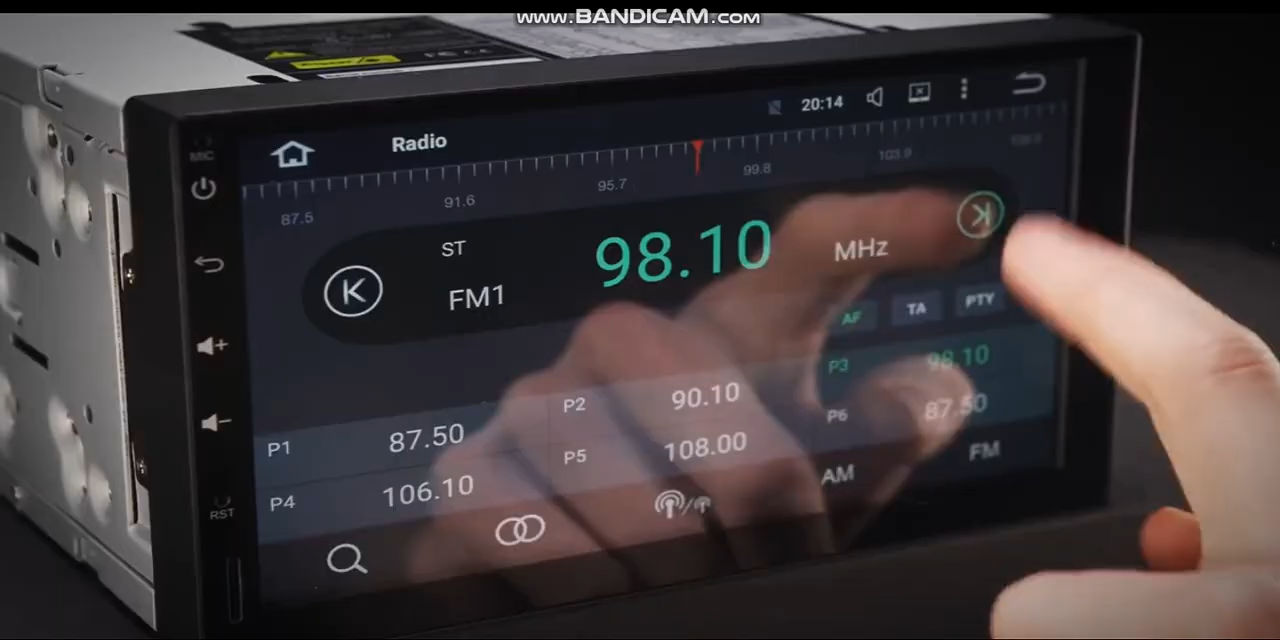 www.BANDICAM.com
MIC
20:14
Radio
87.5
91.6
95.7
99.8
103.9
ST
FM1
98.10
MHz
AF
TA
PTY
P1
87.50
P2
90.10
P3
98.10
P4
106.10
P5
108.00
P6
87.50
AM
FM
RST